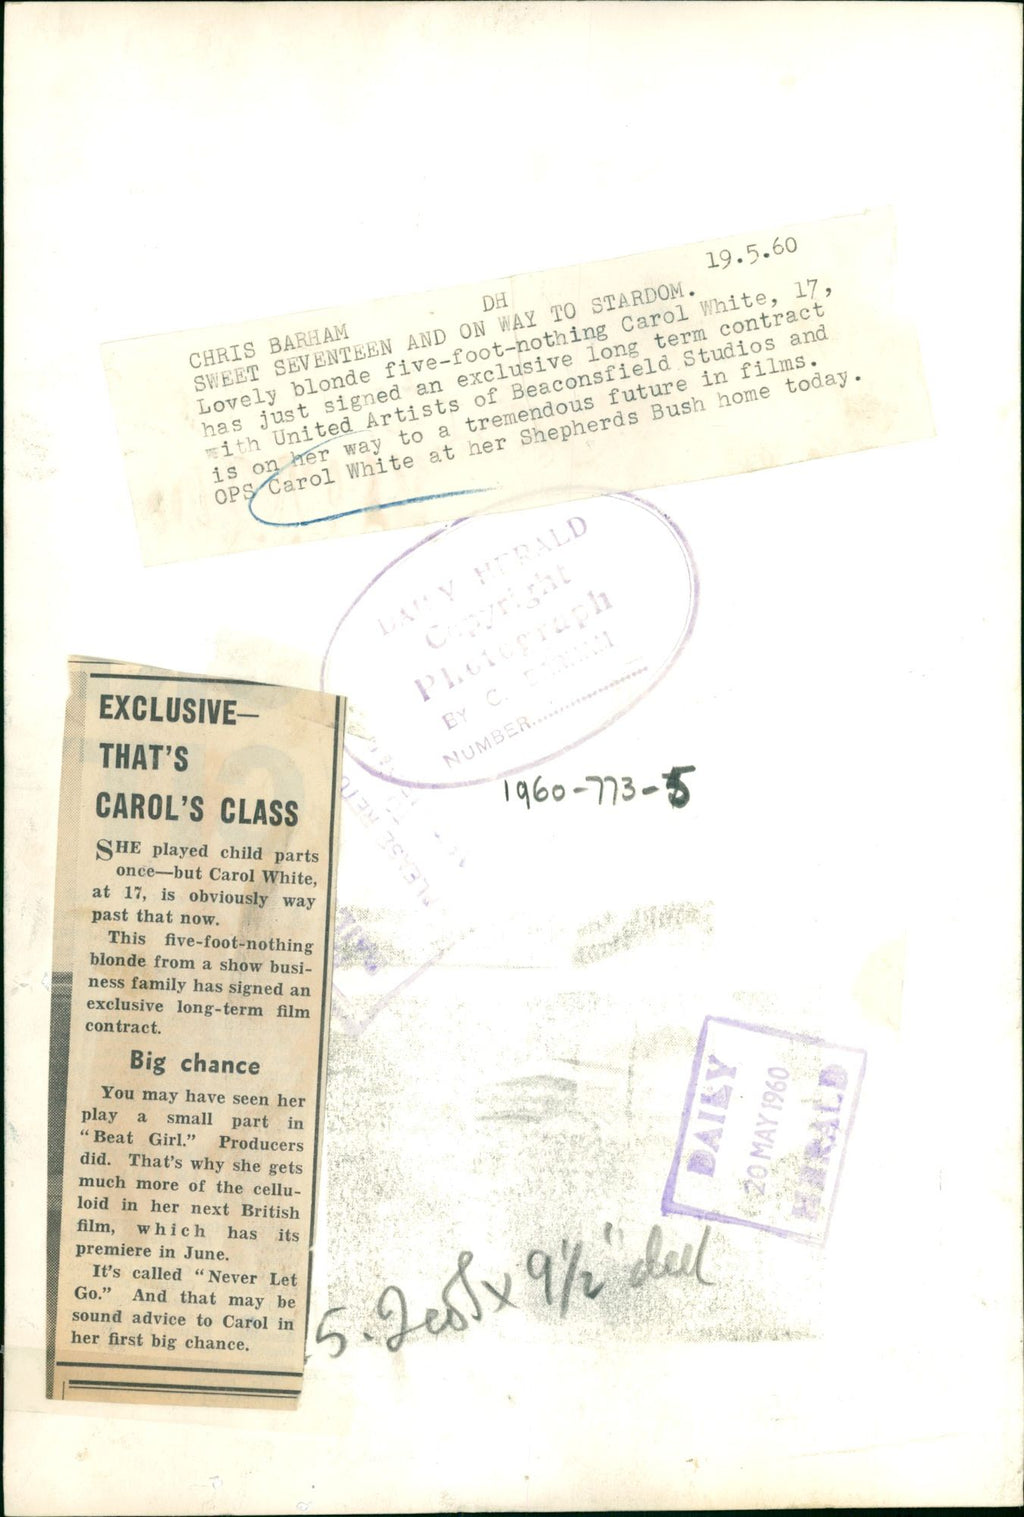 19.5.60
CHRIS BARHAM DH
SWEET SEVENTEEN AND ON WAY TO STARDOM.
Lovely blonde five-foot-nothing Carol White, 17,
has just signed an exclusive long term contract
with United Artists of Beaconsfield Studios and
is on her way to a tremendous future in films.
OPS Carol White at her Shepherds Bush home today.
DAILY HERALD
Copyright
Photograph
BY C.
NUMBER
1960-773-5
EXCLUSIVE—
THAT'S
CAROL'S CLASS
SHE played child parts
once—but Carol White,
at 17, is obviously way
past that now.
This five-foot-nothing
blonde from a show busi-
ness family has signed an
exclusive long-term film
contract.
Big chance
You may have seen her
play a small part in
"Beat Girl." Producers
did. That's why she gets
much more of the cellu-
loid in her next British
film, which has its
premiere in June.
It's called "Never Let
Go." And that may be
sound advice to Carol in
her first big chance.
PLEASE
DAILY
20 MAY 1960
HERALD
5. 2 cols x 9 1/2"